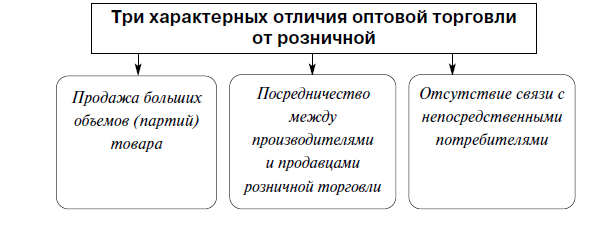 Три характерных отличия оптовой торговли
от розничной
Продажа больших
объемов (партий)
товара
Посредничество
между
производителями
и продавцами
розничной торговли
Отсутствие связи с
непосредственными
потребителями